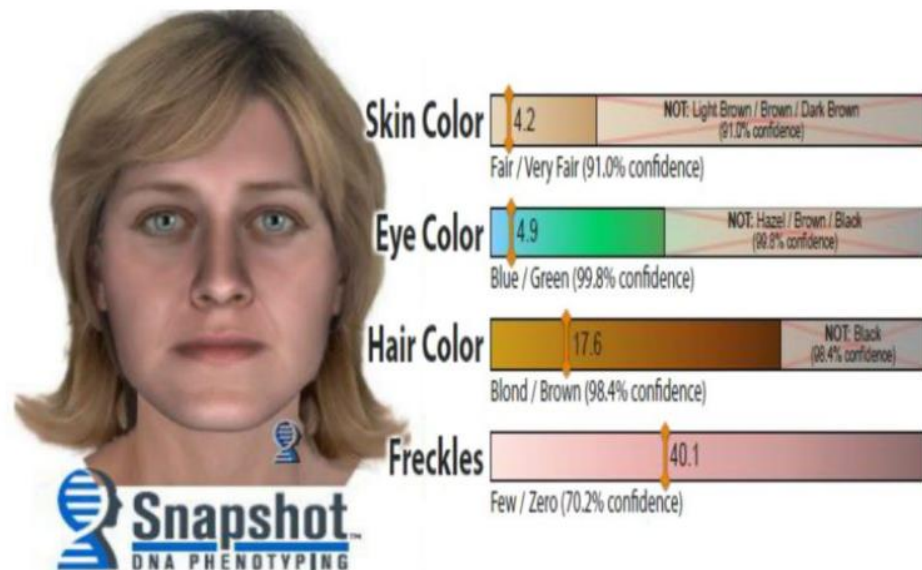 Skin Color
4.2
NOT: Light Brown / Brown / Dark Brown
(91.0% confidence)
Fair / Very Fair (91.0% confidence)
Eye Color
4.9
NOT: Hazel / Brown / Black
(99.8% confidence)
Blue / Green (99.8% confidence)
Hair Color
17.6
NOT: Black
(98.4% confidence)
Blond / Brown (98.4% confidence)
Freckles
40.1
Few / Zero (70.2% confidence)
Snapshot™
DNA PHENOTYPING